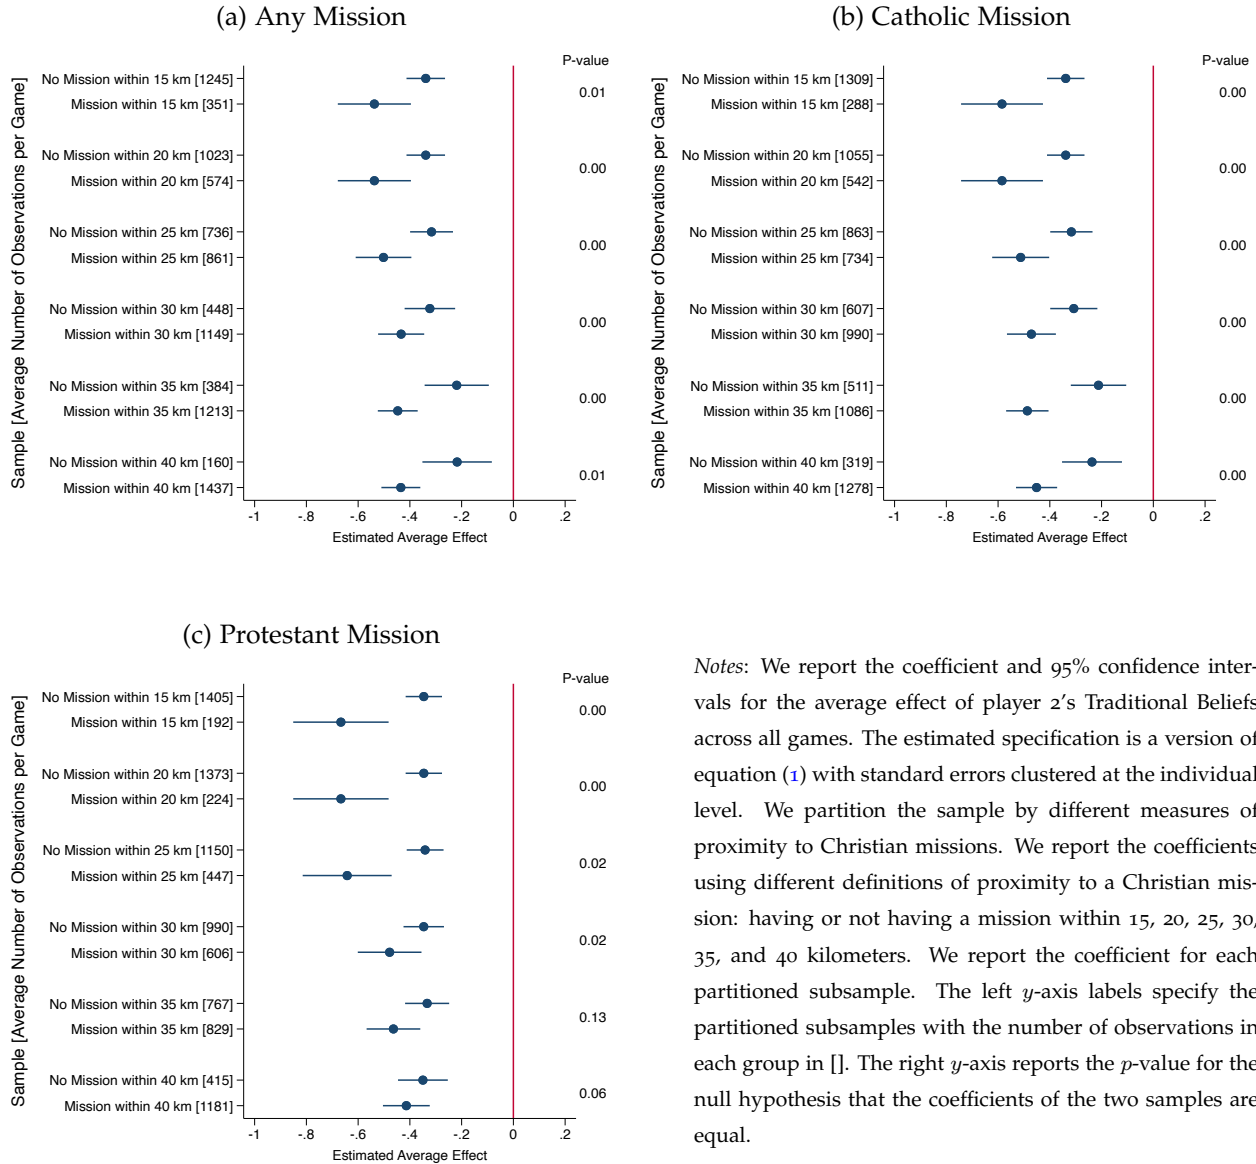 (a) Any Mission
P-value
Sample [Average Number of Observations per Game]
No Mission within 15 km [1245]
0.01
Mission within 15 km [351]
No Mission within 20 km [1023]
0.00
Mission within 20 km [574]
No Mission within 25 km [736]
0.00
Mission within 25 km [861]
No Mission within 30 km [448]
0.00
Mission within 30 km [1149]
No Mission within 35 km [384]
0.00
Mission within 35 km [1213]
No Mission within 40 km [160]
0.01
Mission within 40 km [1437]
-1 -.8 -.6 -.4 -.2 0 .2
Estimated Average Effect
(b) Catholic Mission
P-value
Sample [Average Number of Observations per Game]
No Mission within 15 km [1309]
0.00
Mission within 15 km [288]
No Mission within 20 km [1055]
0.00
Mission within 20 km [542]
No Mission within 25 km [863]
0.00
Mission within 25 km [734]
No Mission within 30 km [607]
0.00
Mission within 30 km [990]
No Mission within 35 km [511]
0.00
Mission within 35 km [1086]
No Mission within 40 km [319]
0.00
Mission within 40 km [1278]
-1 -.8 -.6 -.4 -.2 0 .2
Estimated Average Effect
(c) Protestant Mission
P-value
Sample [Average Number of Observations per Game]
No Mission within 15 km [1405]
0.00
Mission within 15 km [192]
No Mission within 20 km [1373]
0.00
Mission within 20 km [224]
No Mission within 25 km [1150]
0.02
Mission within 25 km [447]
No Mission within 30 km [990]
0.02
Mission within 30 km [606]
No Mission within 35 km [767]
0.13
Mission within 35 km [829]
No Mission within 40 km [415]
0.06
Mission within 40 km [1181]
-1 -.8 -.6 -.4 -.2 0 .2
Estimated Average Effect
Notes: We report the coefficient and 95% confidence inter-
vals for the average effect of player 2's Traditional Beliefs
across all games. The estimated specification is a version of
equation (1) with standard errors clustered at the individual
level. We partition the sample by different measures of
proximity to Christian missions. We report the coefficients
using different definitions of proximity to a Christian mis-
sion: having or not having a mission within 15, 20, 25, 30,
35, and 40 kilometers. We report the coefficient for each
partitioned subsample. The left y-axis labels specify the
partitioned subsamples with the number of observations in
each group in []. The right y-axis reports the p-value for the
null hypothesis that the coefficients of the two samples are
equal.